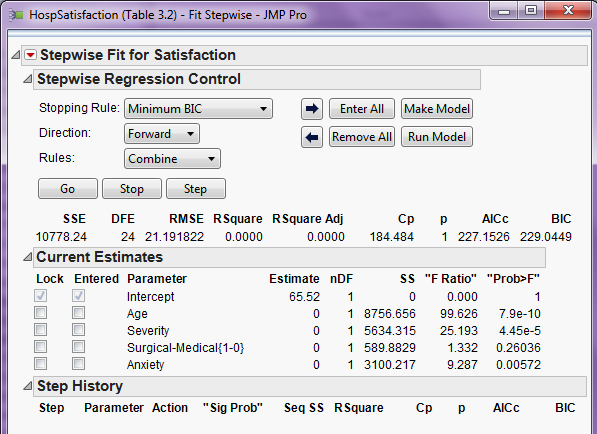 HospSatisfaction (Table 3.2) - Fit Stepwise - JMP Pro
Stepwise Fit for Satisfaction
Stepwise Regression Control
Stopping Rule: Minimum BIC Enter All Make Model
Direction: Forward Remove All Run Model
Rules: Combine
Go Stop Step
SSE DFE RMSE RSquare RSquare Adj Cp p AICc BIC
10778.24 24 21.191822 0.0000 0.0000 184.484 1 227.1526 229.0449
Current Estimates
Lock Entered Parameter Estimate nDF SS "F Ratio" "Prob>F"
Intercept 65.52 1 0 0.000 1
Age 0 1 8756.656 99.626 7.9e-10
Severity 0 1 5634.315 25.193 4.45e-5
Surgical-Medical{1-0} 0 1 589.8829 1.332 0.26036
Anxiety 0 1 3100.217 9.287 0.00572
Step History
Step Parameter Action "Sig Prob" Seq SS RSquare Cp p AICc BIC